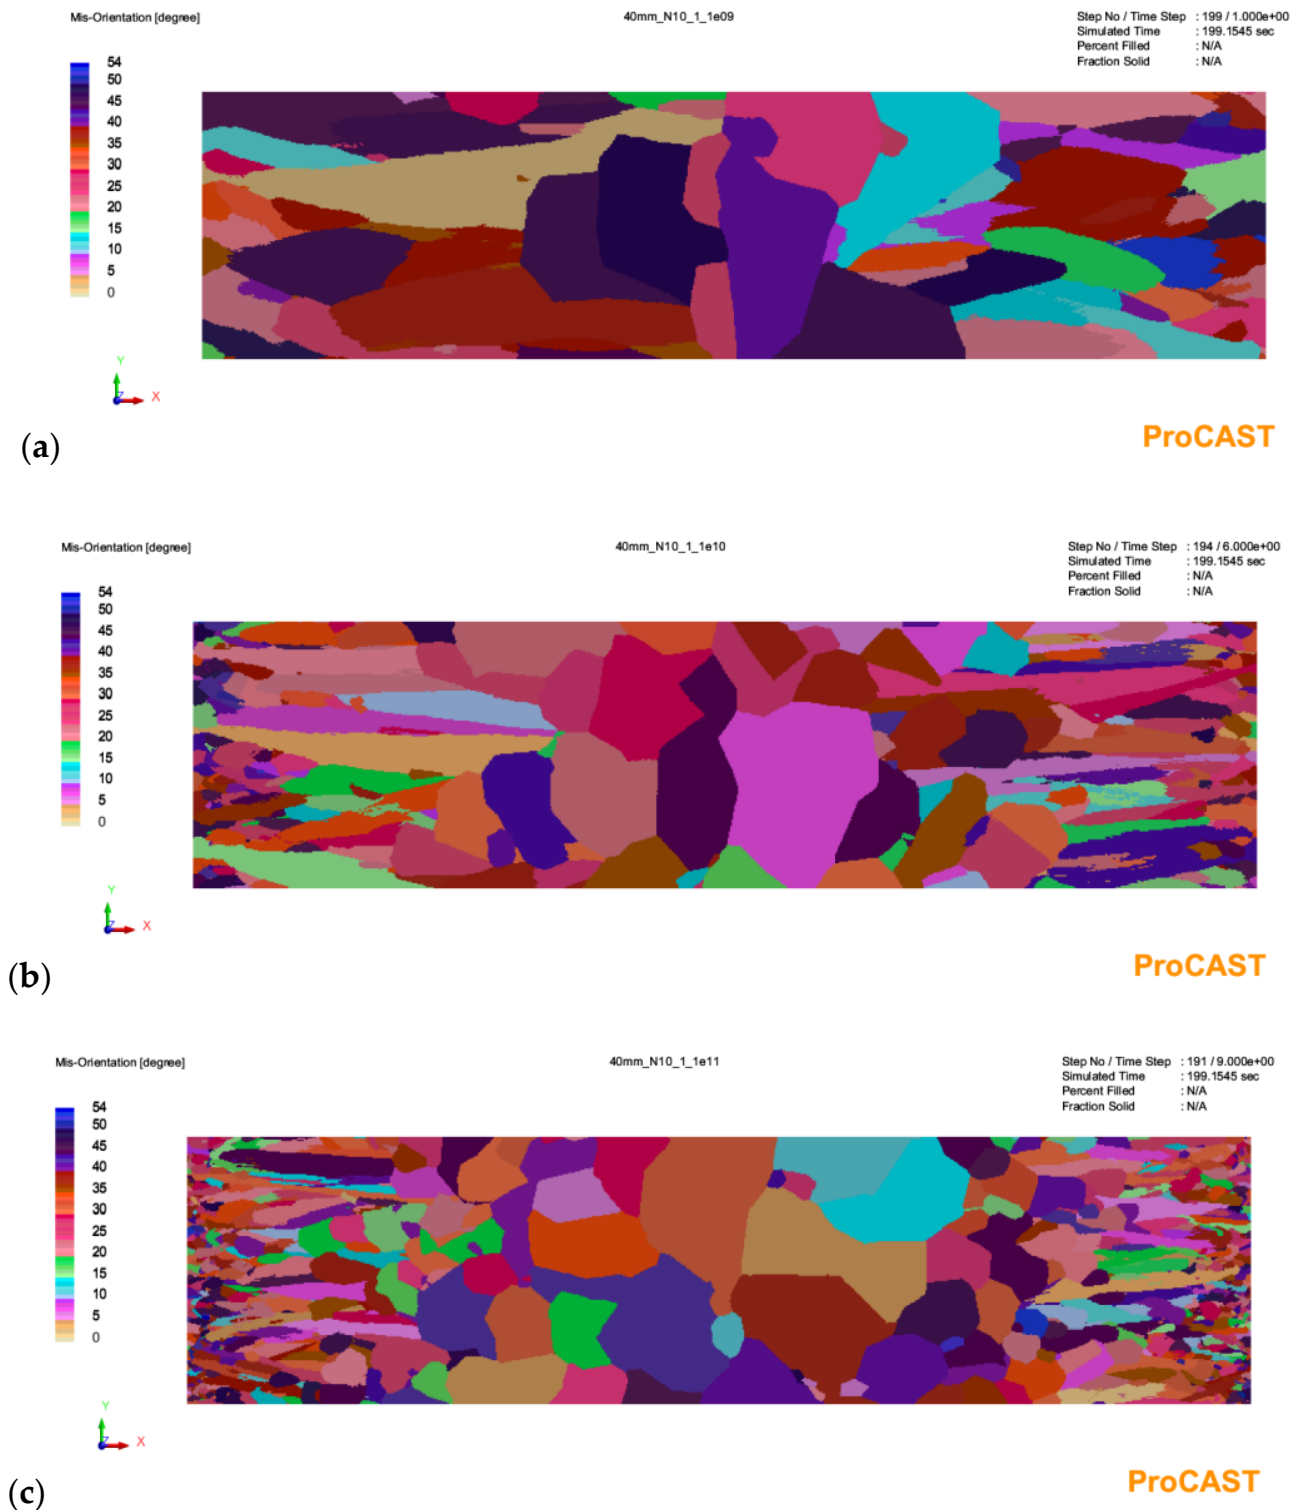 Mis-Orientation [degree]
40mm_N10_1_1e09
Step No / Time Step : 199 / 1.000e+00
Simulated Time : 199.1545 sec
Percent Filled : N/A
Fraction Solid : N/A
54
50
45
40
35
30
25
20
15
10
5
0
Y
Z
X
(a)
ProCAST
Mis-Orientation [degree]
40mm_N10_1_1e10
Step No / Time Step : 194 / 6.000e+00
Simulated Time : 199.1545 sec
Percent Filled : N/A
Fraction Solid : N/A
54
50
45
40
35
30
25
20
15
10
5
0
Y
Z
X
(b)
ProCAST
Mis-Orientation [degree]
40mm_N10_1_1e11
Step No / Time Step : 191 / 9.000e+00
Simulated Time : 199.1545 sec
Percent Filled : N/A
Fraction Solid : N/A
54
50
45
40
35
30
25
20
15
10
5
0
Y
Z
X
(c)
ProCAST